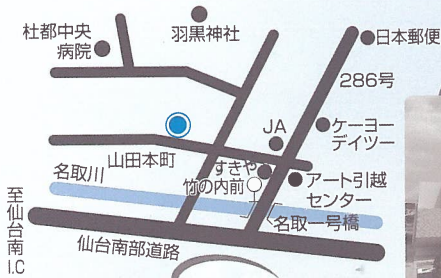 杜都中央
病院
羽黒神社
日本郵便
286号
ケーヨー
デイツー
JA
山田本町
すきや
竹の内前
アート引越
センター
名取川
名取一号橋
仙台南部道路
至仙台南I.C